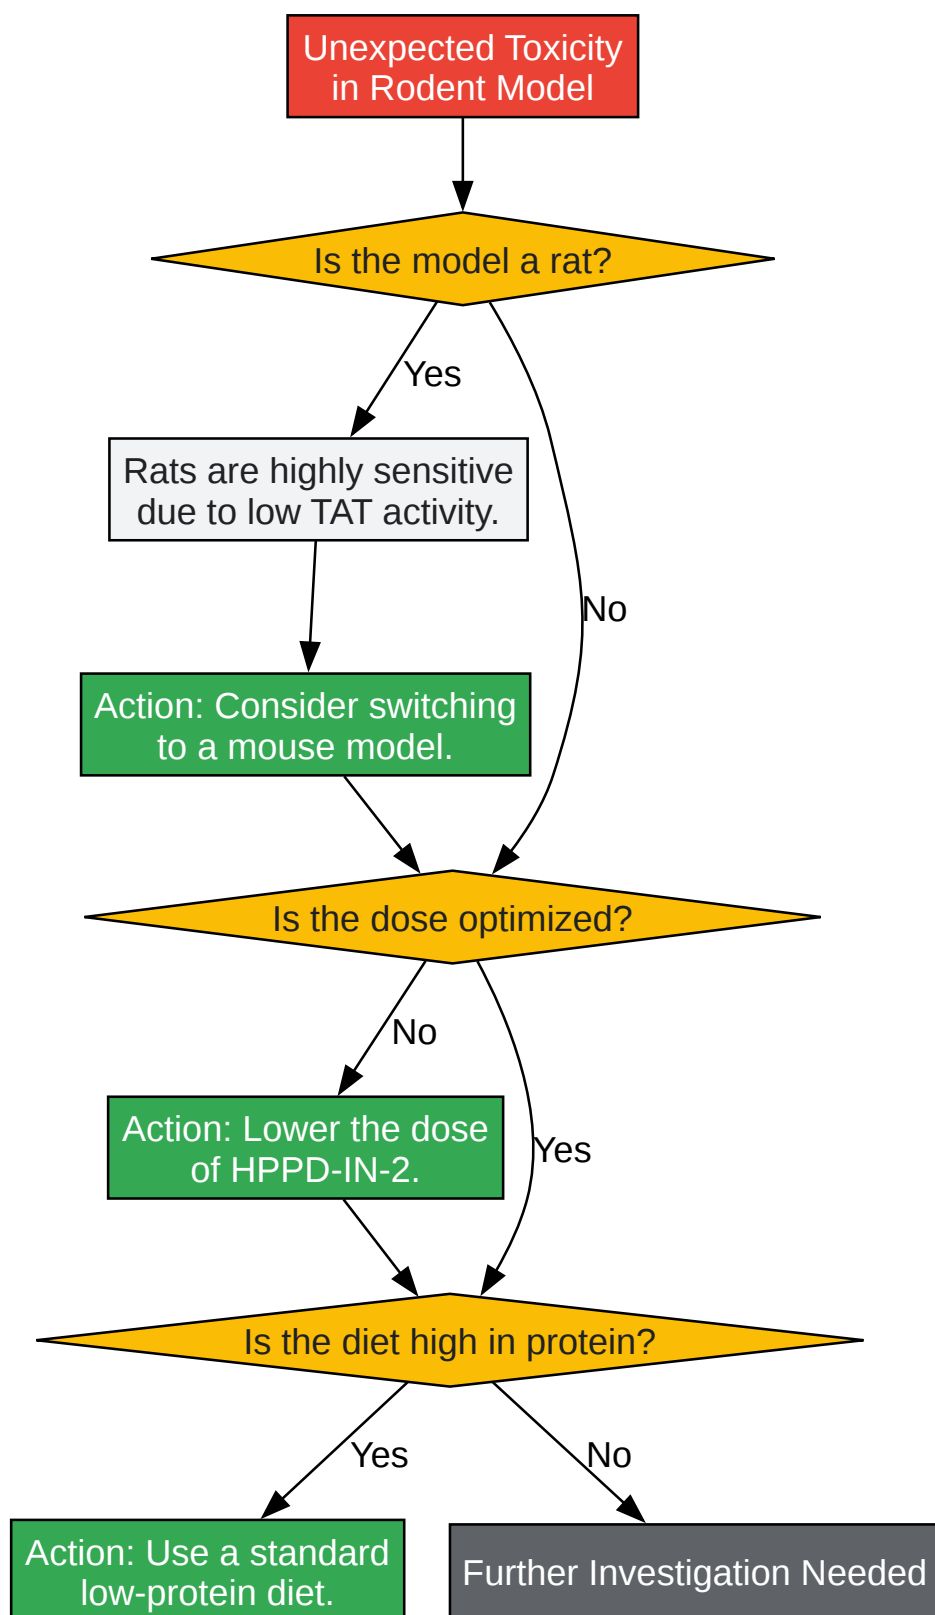 Unexpected Toxicity
in Rodent Model
Is the model a rat?
Yes
Rats are highly sensitive
due to low TAT activity.
No
Action: Consider switching
to a mouse model.
Is the dose optimized?
No
Action: Lower the dose
of HPPD-IN-2.
Yes
Is the diet high in protein?
Yes
No
Action: Use a standard
low-protein diet.
Further Investigation Needed